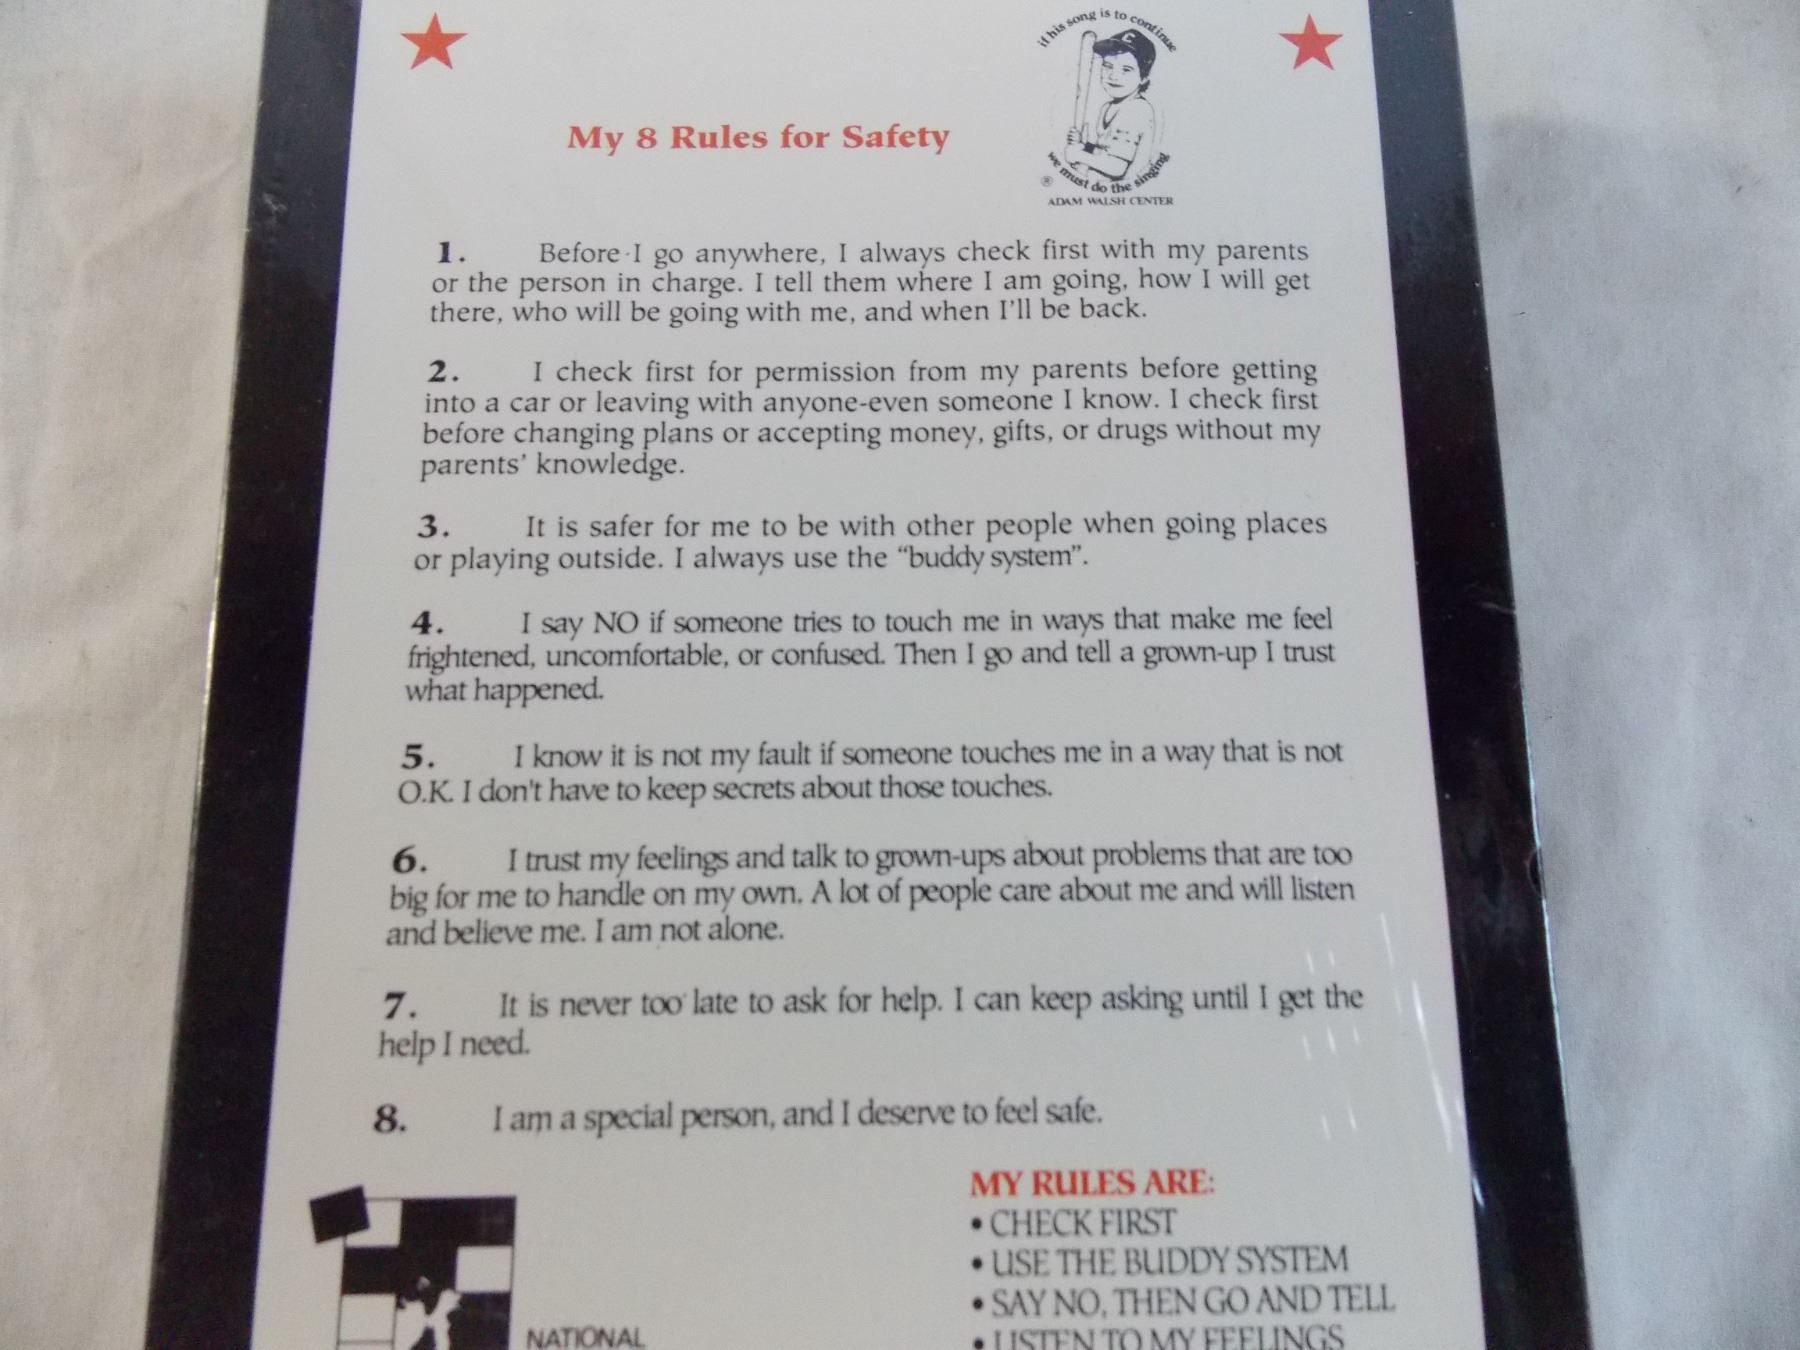 if his song is to continue
C
we must do the singing
®
ADAM WALSH CENTER
My 8 Rules for Safety
1. Before I go anywhere, I always check first with my parents
or the person in charge. I tell them where I am going, how I will get
there, who will be going with me, and when I'll be back.
2. I check first for permission from my parents before getting
into a car or leaving with anyone-even someone I know. I check first
before changing plans or accepting money, gifts, or drugs without my
parents' knowledge.
3. It is safer for me to be with other people when going places
or playing outside. I always use the “buddy system”.
4. I say NO if someone tries to touch me in ways that make me feel
frightened, uncomfortable, or confused. Then I go and tell a grown-up I trust
what happened.
5. I know it is not my fault if someone touches me in a way that is not
O.K. I don't have to keep secrets about those touches.
6. I trust my feelings and talk to grown-ups about problems that are too
big for me to handle on my own. A lot of people care about me and will listen
and believe me. I am not alone.
7. It is never too late to ask for help. I can keep asking until I get the
help I need.
8. I am a special person, and I deserve to feel safe.
MY RULES ARE:
• CHECK FIRST
• USE THE BUDDY SYSTEM
• SAY NO, THEN GO AND TELL
• LISTEN TO MY FEELINGS
NATIONAL